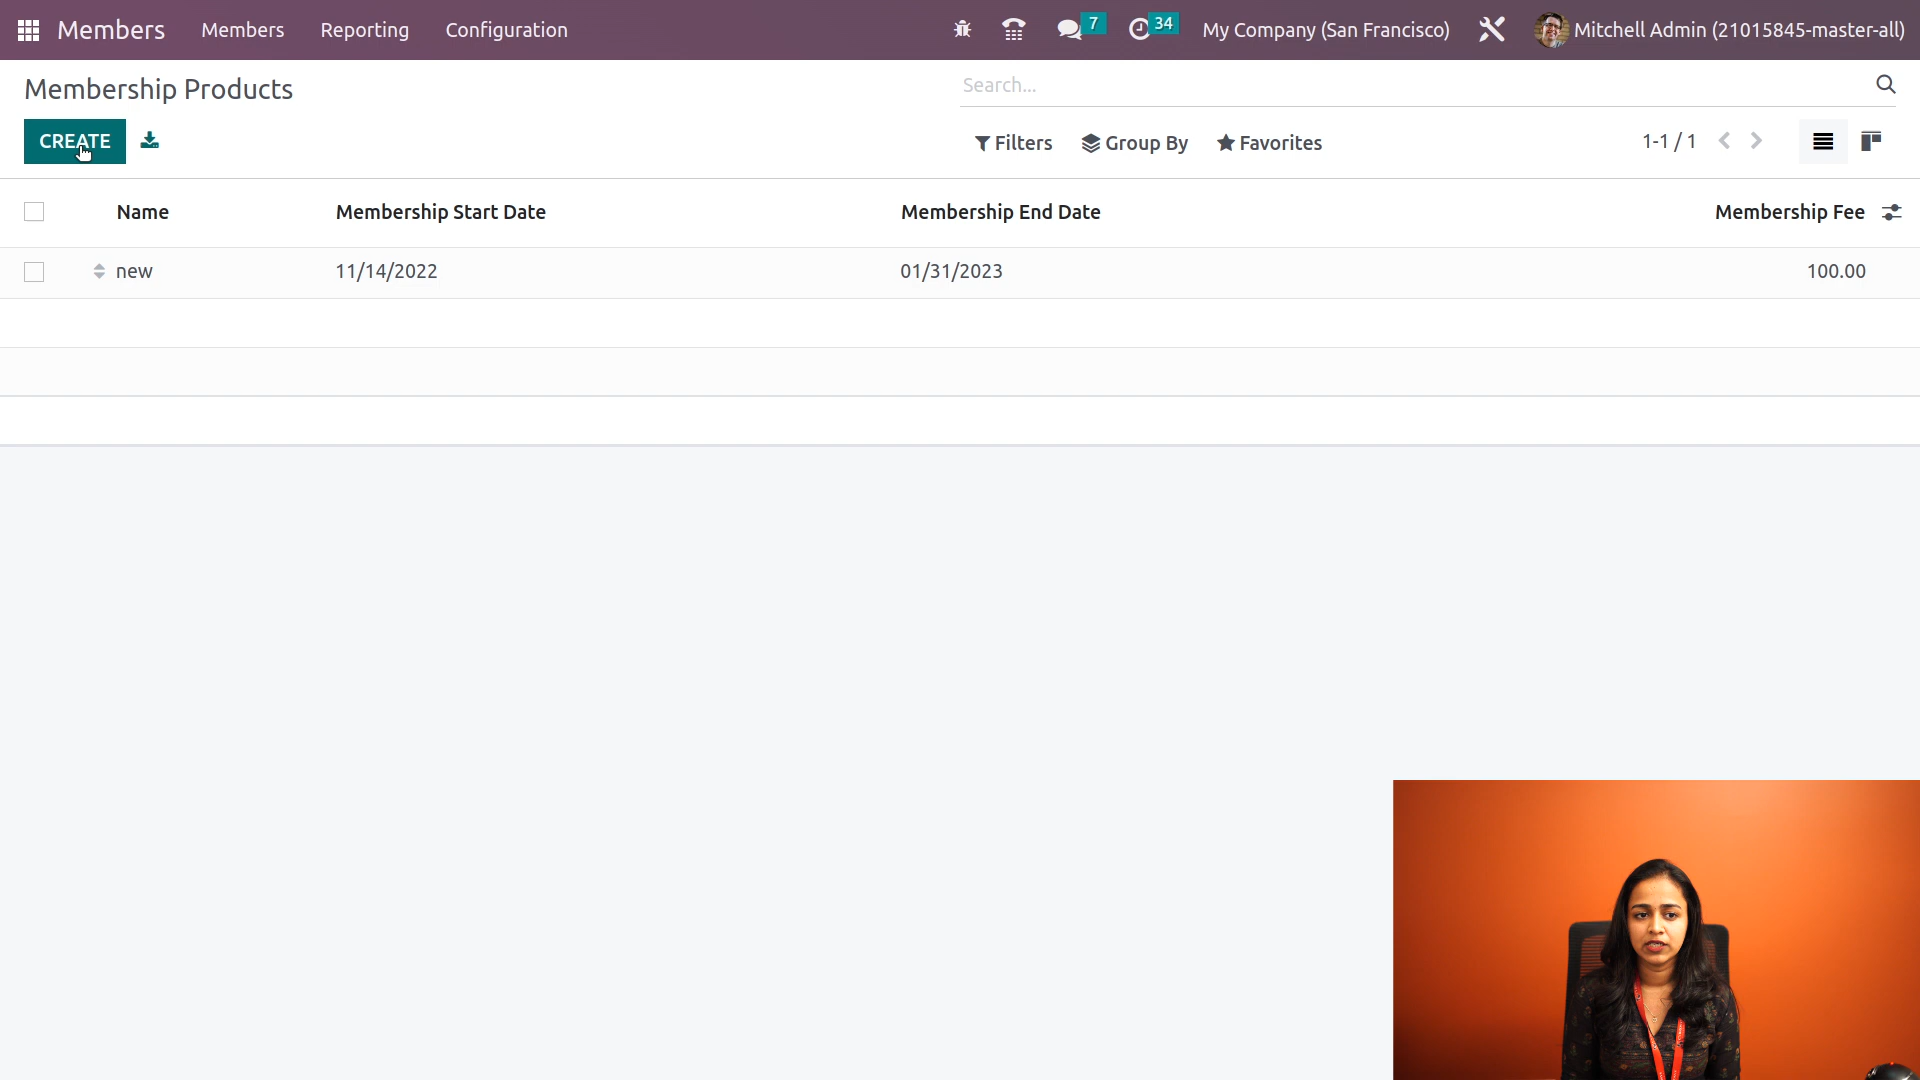 Members Members Reporting Configuration 7 34 My Company (San Francisco) Mitchell Admin (21015845-master-all)
Membership Products Search...
CREATE Filters Group By Favorites 1-1 / 1
Name Membership Start Date Membership End Date Membership Fee
new 11/14/2022 01/31/2023 100.00